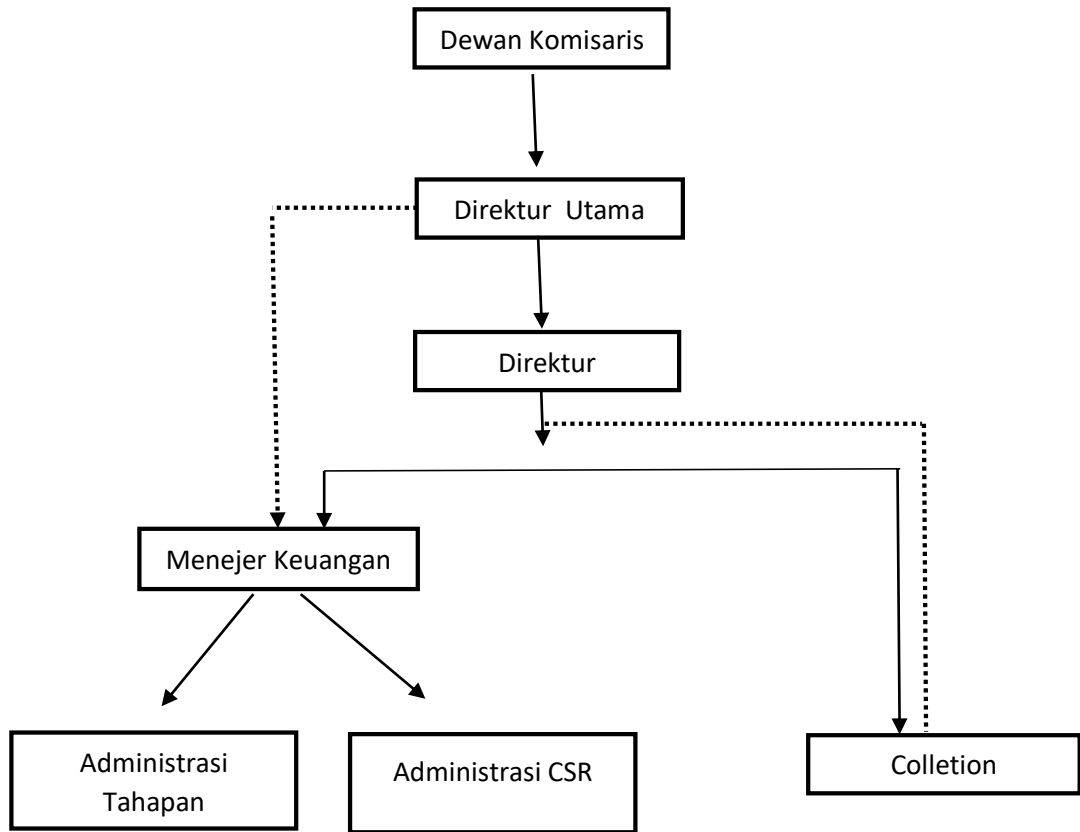 Dewan Komisaris
Direktur Utama
Direktur
Menejer Keuangan
Administrasi
Tahapan
Administrasi CSR
Colletion